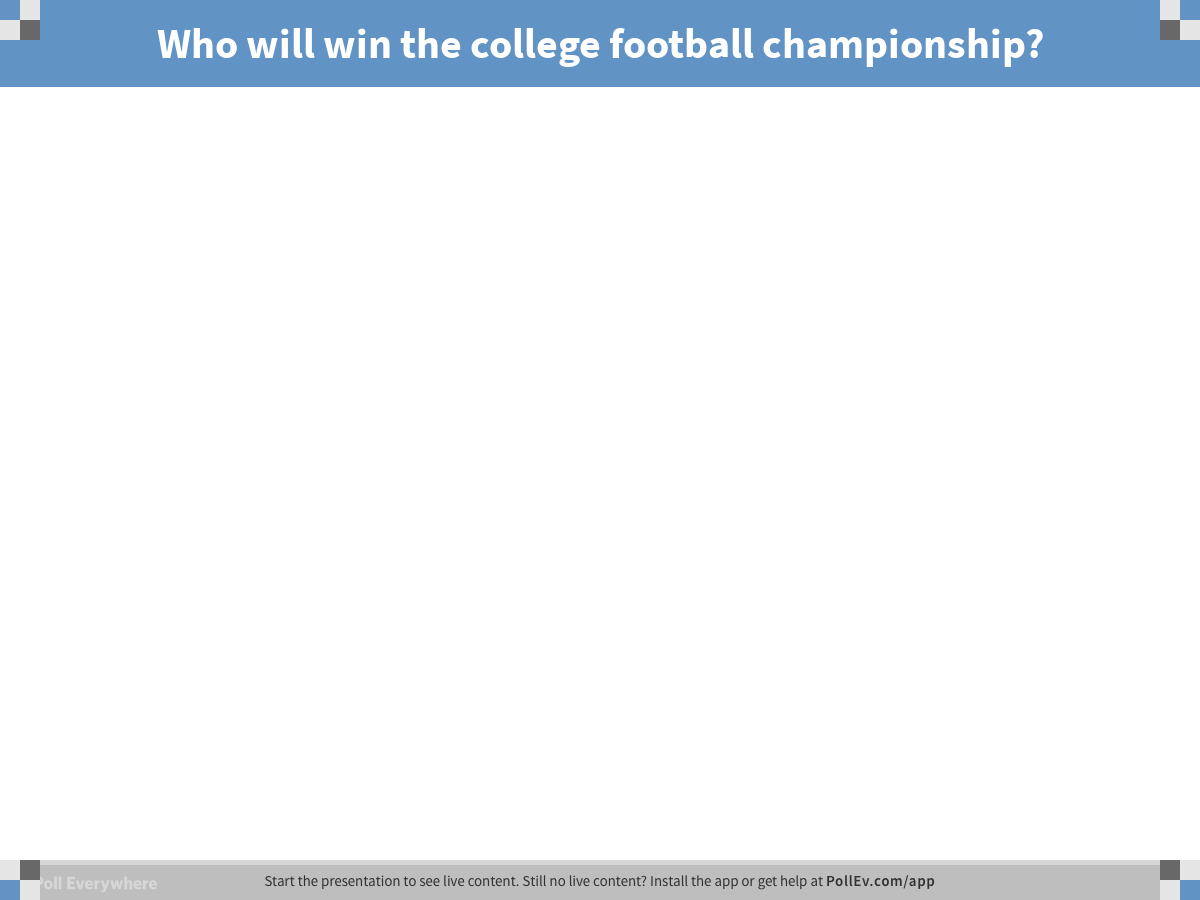 Who will win the college football championship?
Poll Everywhere
Start the presentation to see live content. Still no live content? Install the app or get help at PollEv.com/app